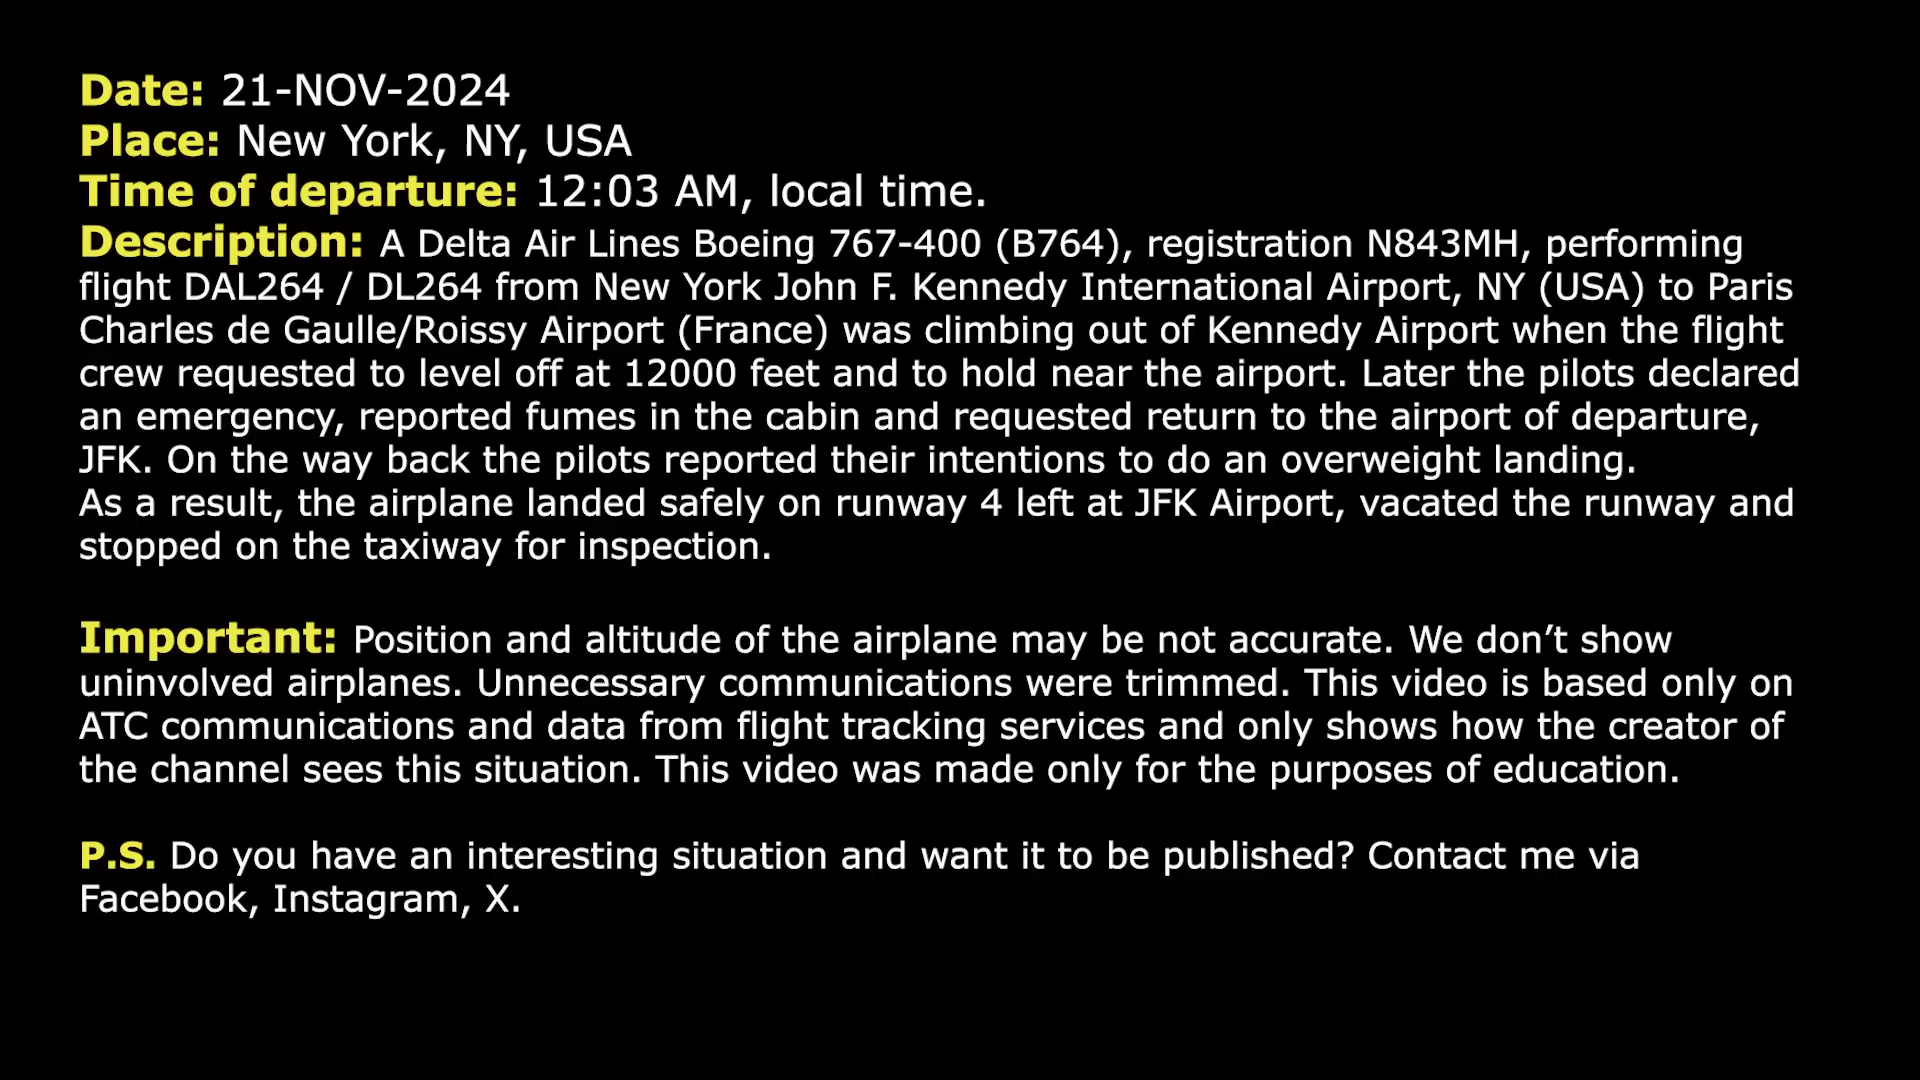 Date: 21-NOV-2024
Place: New York, NY, USA
Time of departure: 12:03 AM, local time.
Description: A Delta Air Lines Boeing 767-400 (B764), registration N843MH, performing
flight DAL264 / DL264 from New York John F. Kennedy International Airport, NY (USA) to Paris
Charles de Gaulle/Roissy Airport (France) was climbing out of Kennedy Airport when the flight
crew requested to level off at 12000 feet and to hold near the airport. Later the pilots declared
an emergency, reported fumes in the cabin and requested return to the airport of departure,
JFK. On the way back the pilots reported their intentions to do an overweight landing.
As a result, the airplane landed safely on runway 4 left at JFK Airport, vacated the runway and
stopped on the taxiway for inspection.
Important: Position and altitude of the airplane may be not accurate. We don’t show
uninvolved airplanes. Unnecessary communications were trimmed. This video is based only on
ATC communications and data from flight tracking services and only shows how the creator of
the channel sees this situation. This video was made only for the purposes of education.
P.S. Do you have an interesting situation and want it to be published? Contact me via
Facebook, Instagram, X.